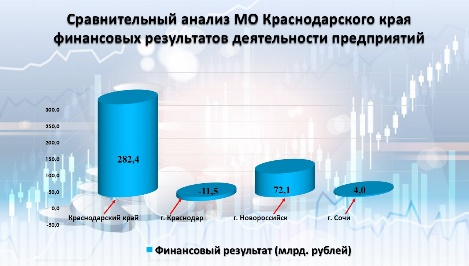 Сравнительный анализ МО Краснодарского края
финансовых результатов деятельности предприятий
300,0
250,0
200,0
150,0
100,0
50,0
0,0
-50,0
282,4
-11,5
72,1
4,0
Краснодарский край
г. Краснодар
г. Новороссийск
г. Сочи
Финансовый результат (млрд. рублей)